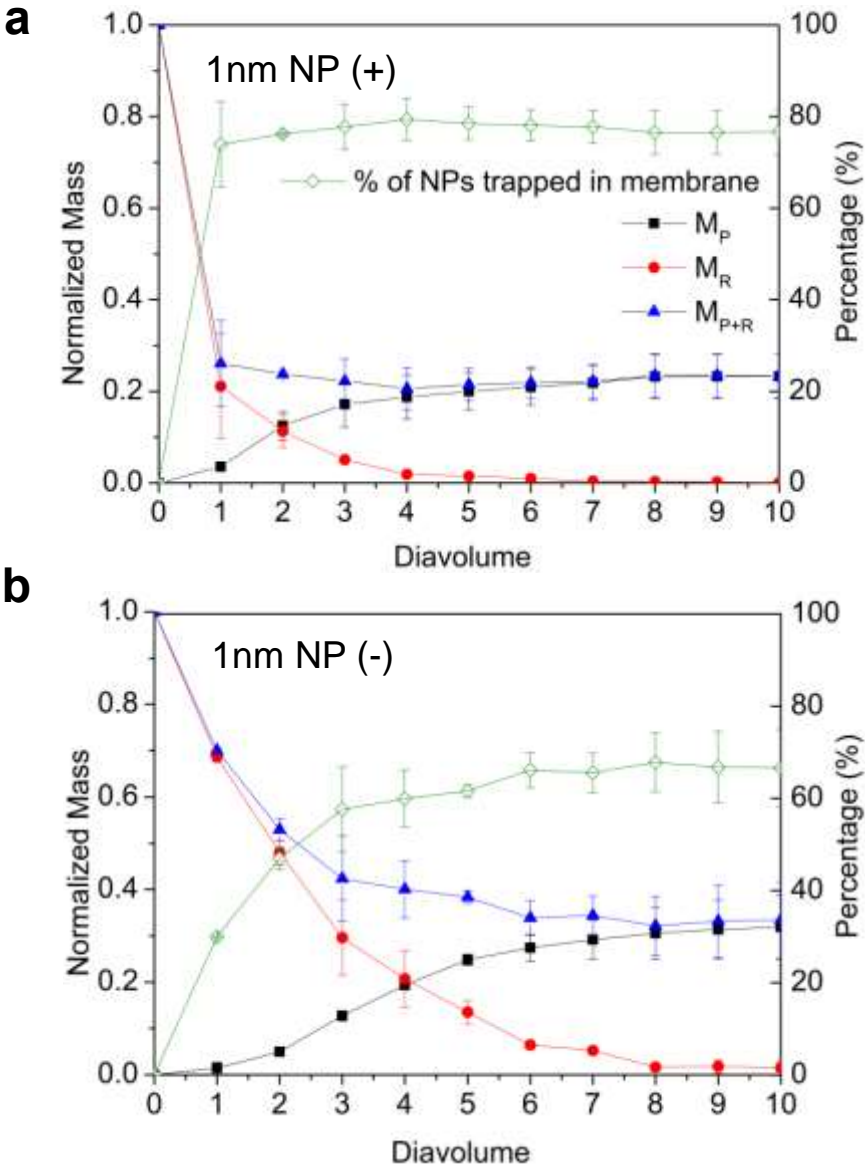 a
1nm NP (+)
% of NPs trapped in membrane
M_P
M_R
M_P+R
Normalized Mass
Percentage (%)
1.0
0.8
0.6
0.4
0.2
0.0
100
80
60
40
20
0
0 1 2 3 4 5 6 7 8 9 10
Diavolume
b
1nm NP (-)
Normalized Mass
Percentage (%)
1.0
0.8
0.6
0.4
0.2
0.0
100
80
60
40
20
0
0 1 2 3 4 5 6 7 8 9 10
Diavolume